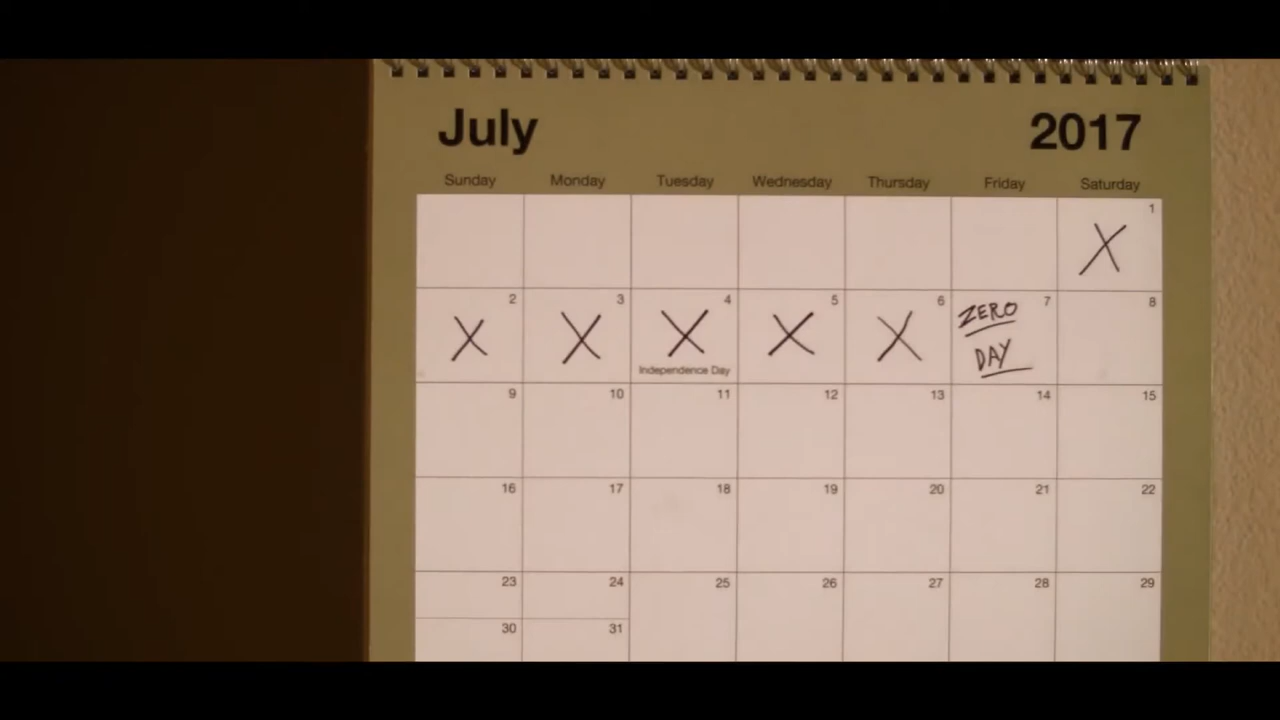 July 2017
Sunday Monday Tuesday Wednesday Thursday Friday Saturday
1
X
2 3 4 5 6 7 8
X X X X X ZERO
DAY
Independence Day
9 10 11 12 13 14 15
16 17 18 19 20 21 22
23 24 25 26 27 28 29
30 31